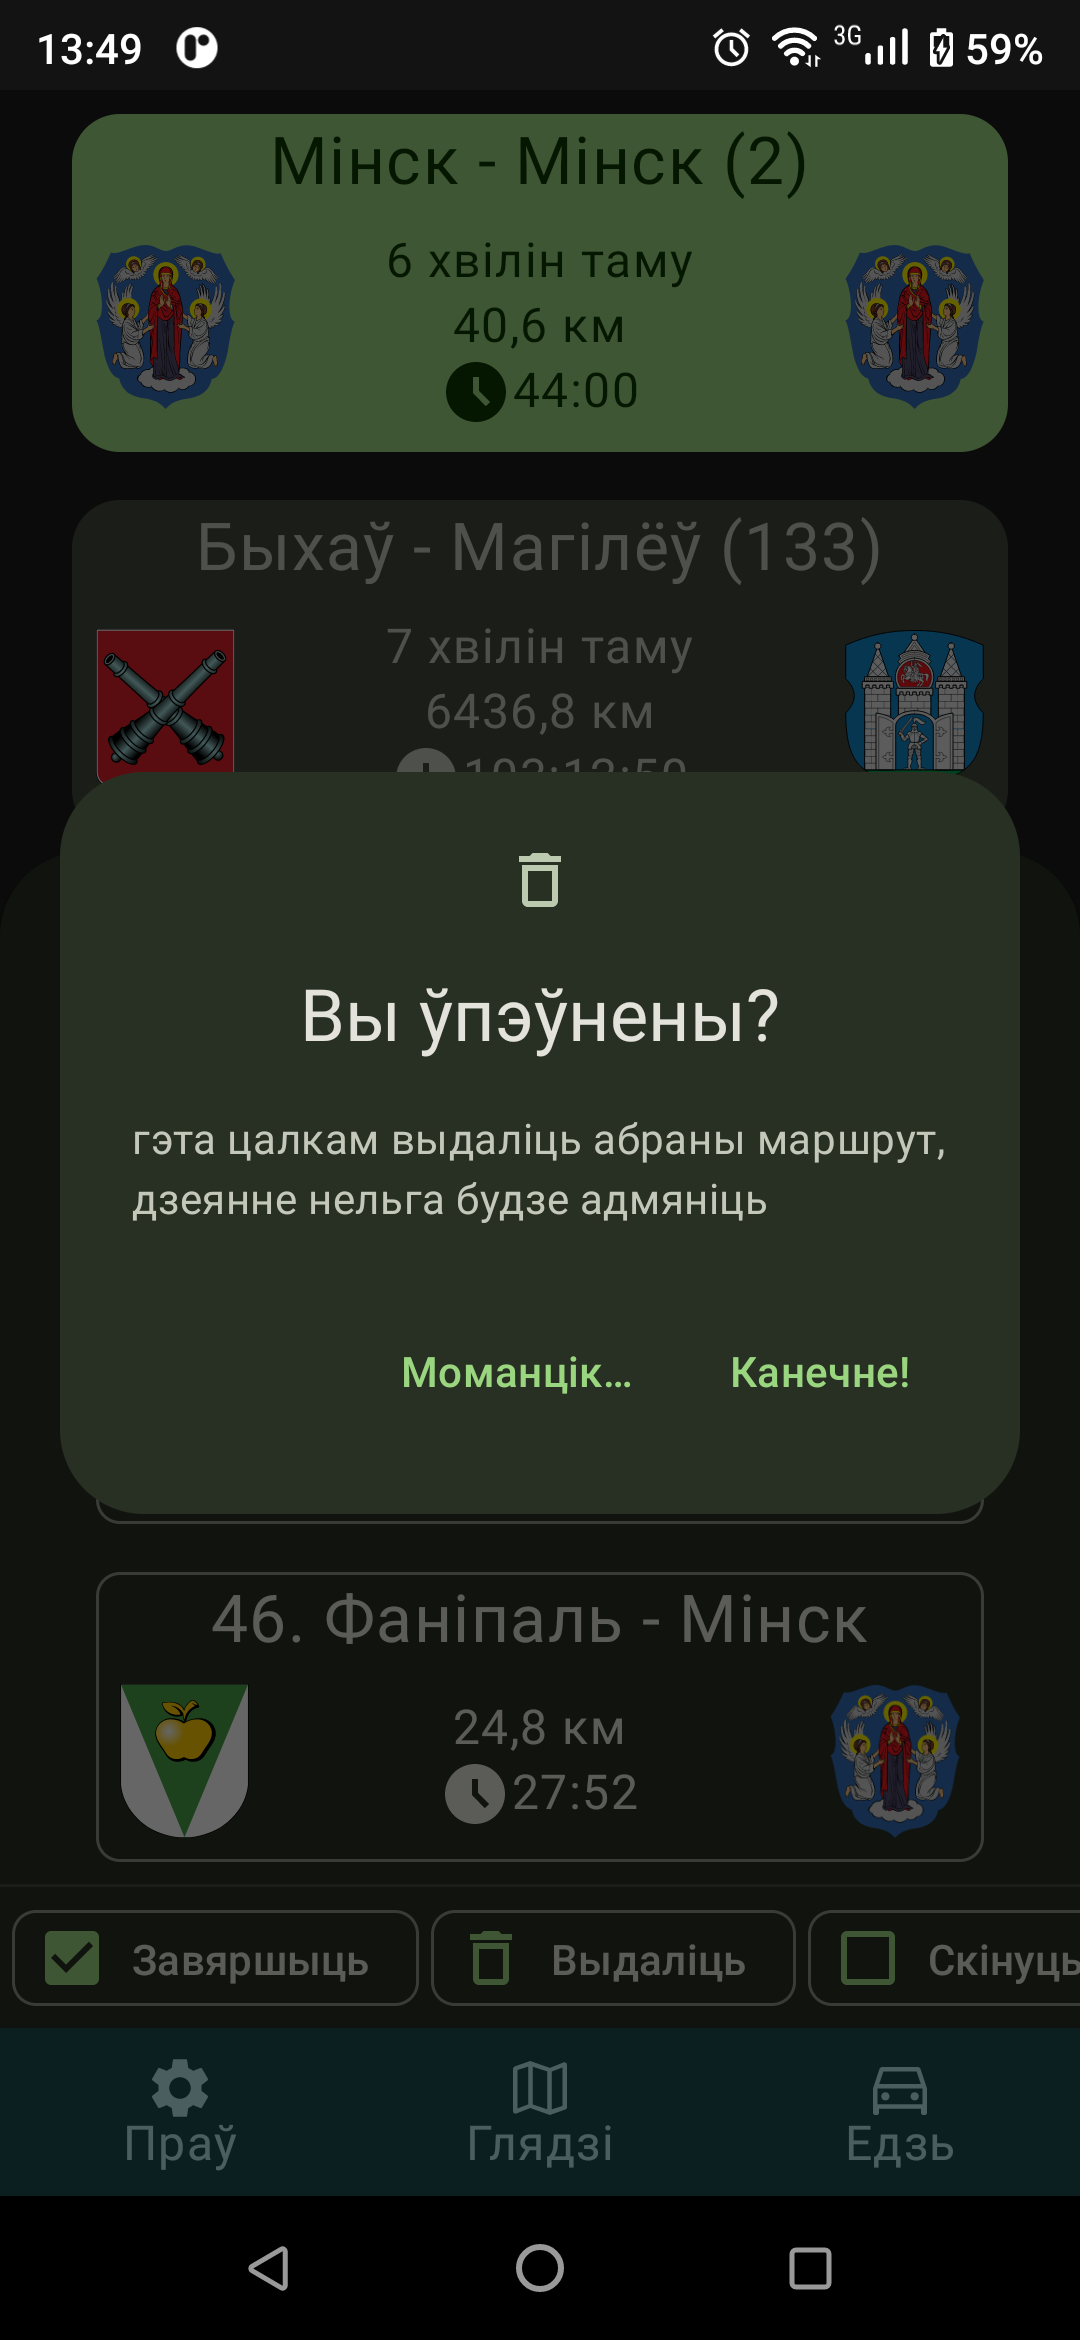 13:49
3G
59%
Мінск - Мінск (2)
6 хвілін таму
40,6 км
44:00
Быхаў - Магілёў (133)
7 хвілін таму
6436,8 км
Вы ўпэўнены?
гэта цалкам выдаліць абраны маршрут,
дзеянне нельга будзе адмяніць
Моманцік…
Канечне!
46. Фаніпаль - Мінск
24,8 км
27:52
Завяршыць
Выдаліць
Скінуць
Праў
Глядзі
Едзь